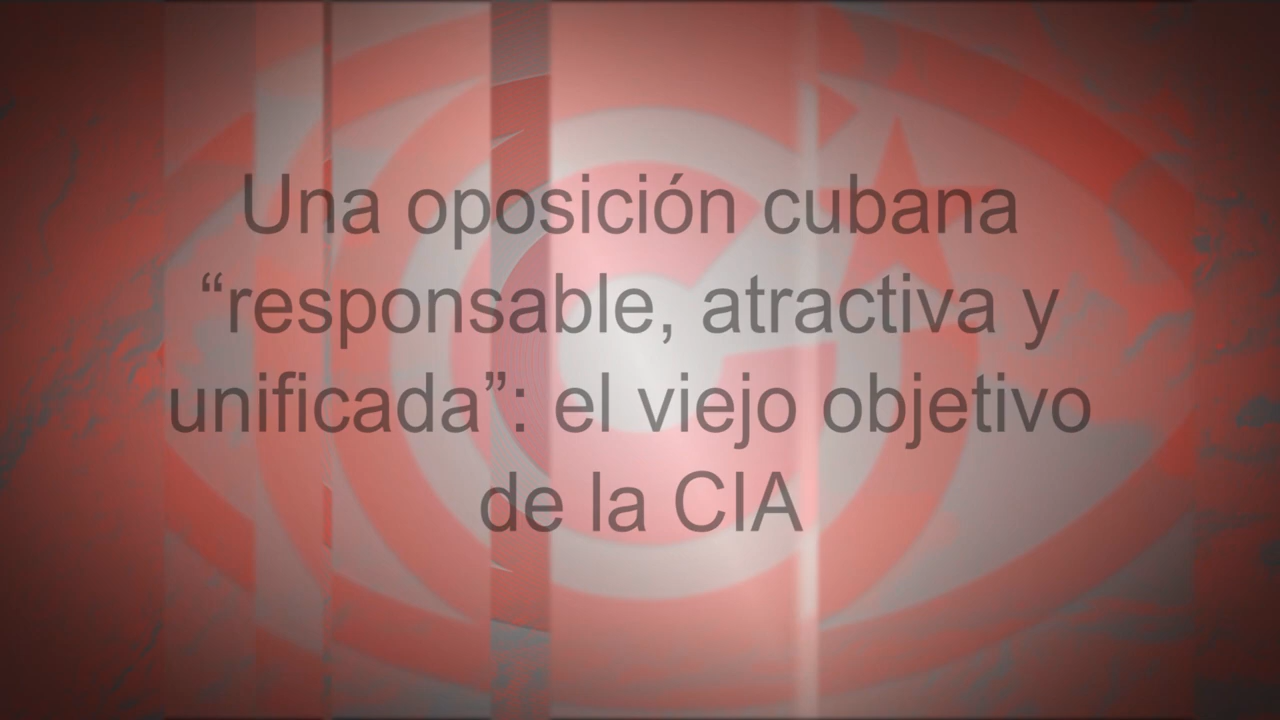 Una oposición cubana
“responsable, atractiva y
unificada”: el viejo objetivo
de la CIA